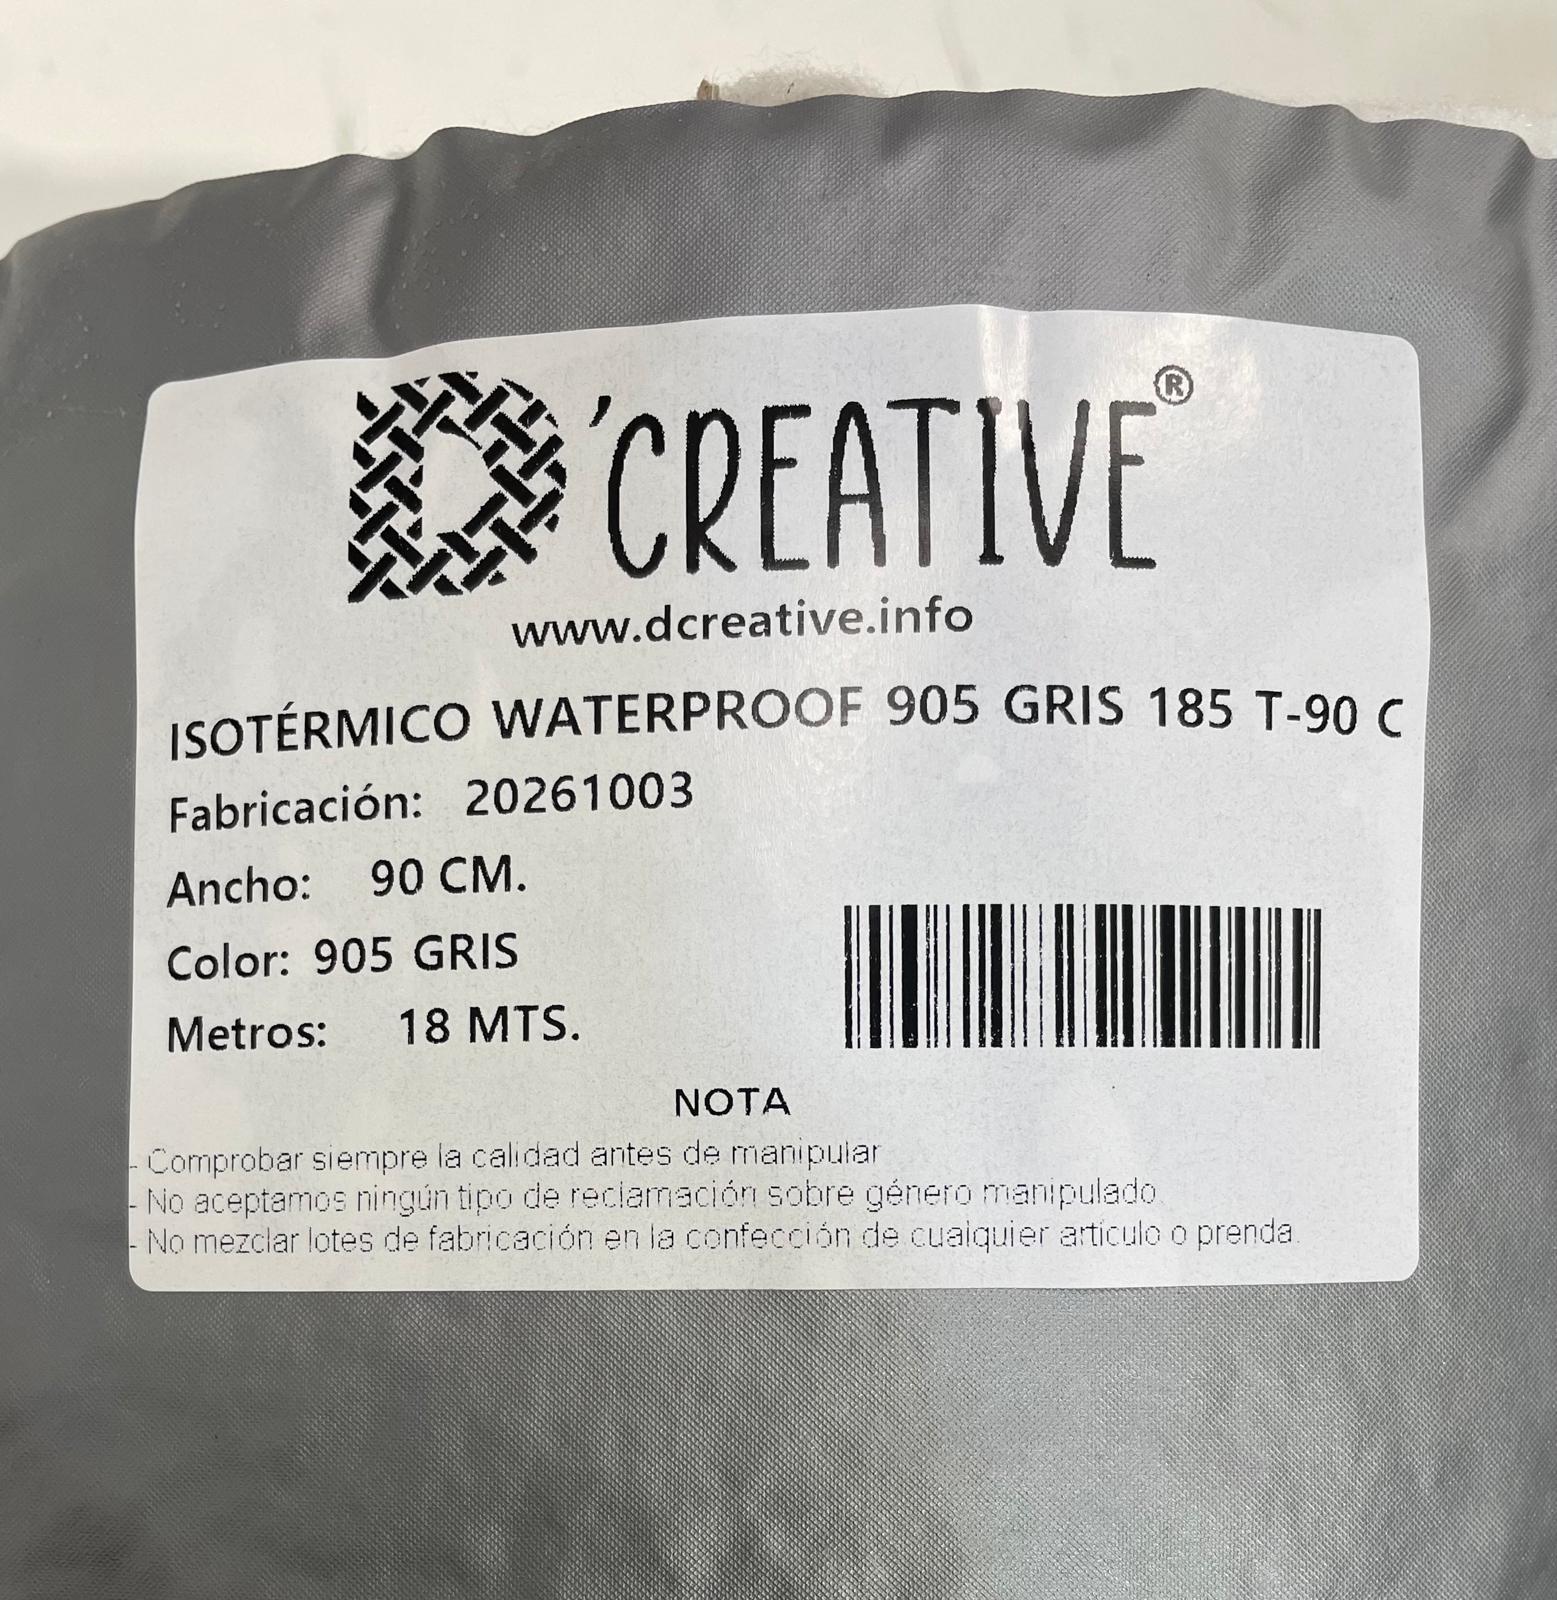 D'CREATIVE®
www.dcreative.info
ISOTÉRMICO WATERPROOF 905 GRIS 185 T-90 C
Fabricación: 20261003
Ancho: 90 CM.
Color: 905 GRIS
Metros: 18 MTS.
NOTA
- Comprobar siempre la calidad antes de manipular
- No aceptamos ningún tipo de reclamación sobre género manipulado.
- No mezclar lotes de fabricación en la confección de cualquier artículo o prenda.